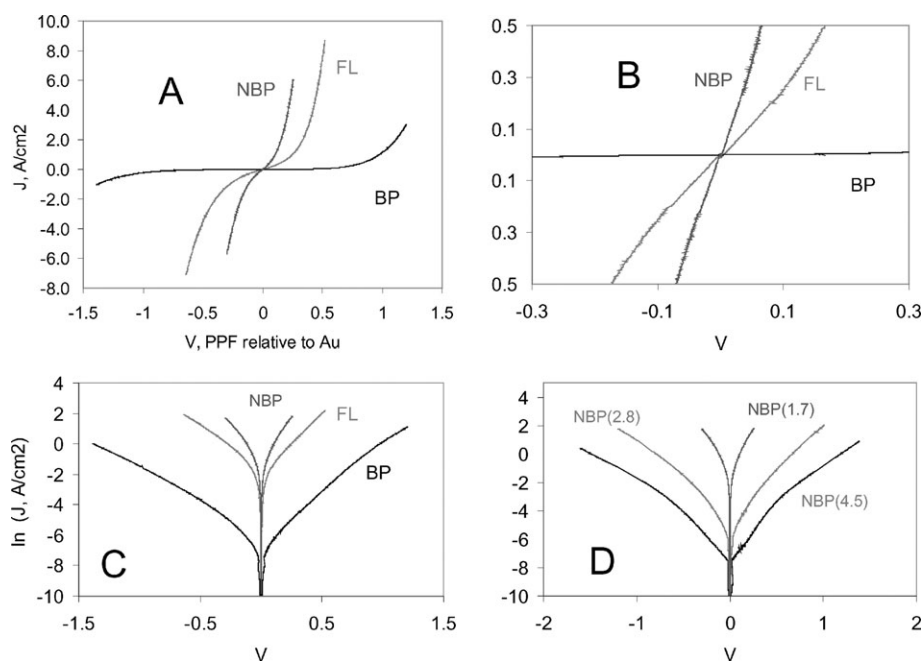 10.0
8.0
6.0
4.0
2.0
0.0
-2.0
-4.0
-6.0
-8.0
J, A/cm2
A
NBP
FL
BP
-1.5
-1
-0.5
0
0.5
1
1.5
V, PPF relative to Au
0.5
0.3
0.1
0.1
0.3
0.5
B
NBP
FL
BP
-0.3
-0.1
0.1
0.3
V
4
2
0
-2
-4
-6
-8
-10
ln (J, A/cm2)
C
NBP
FL
BP
-1.5
-0.5
0.5
1.5
V
4
2
0
-2
-4
-6
-8
-10
D
NBP(2.8)
NBP(1.7)
NBP(4.5)
-2
-1
0
1
2
V